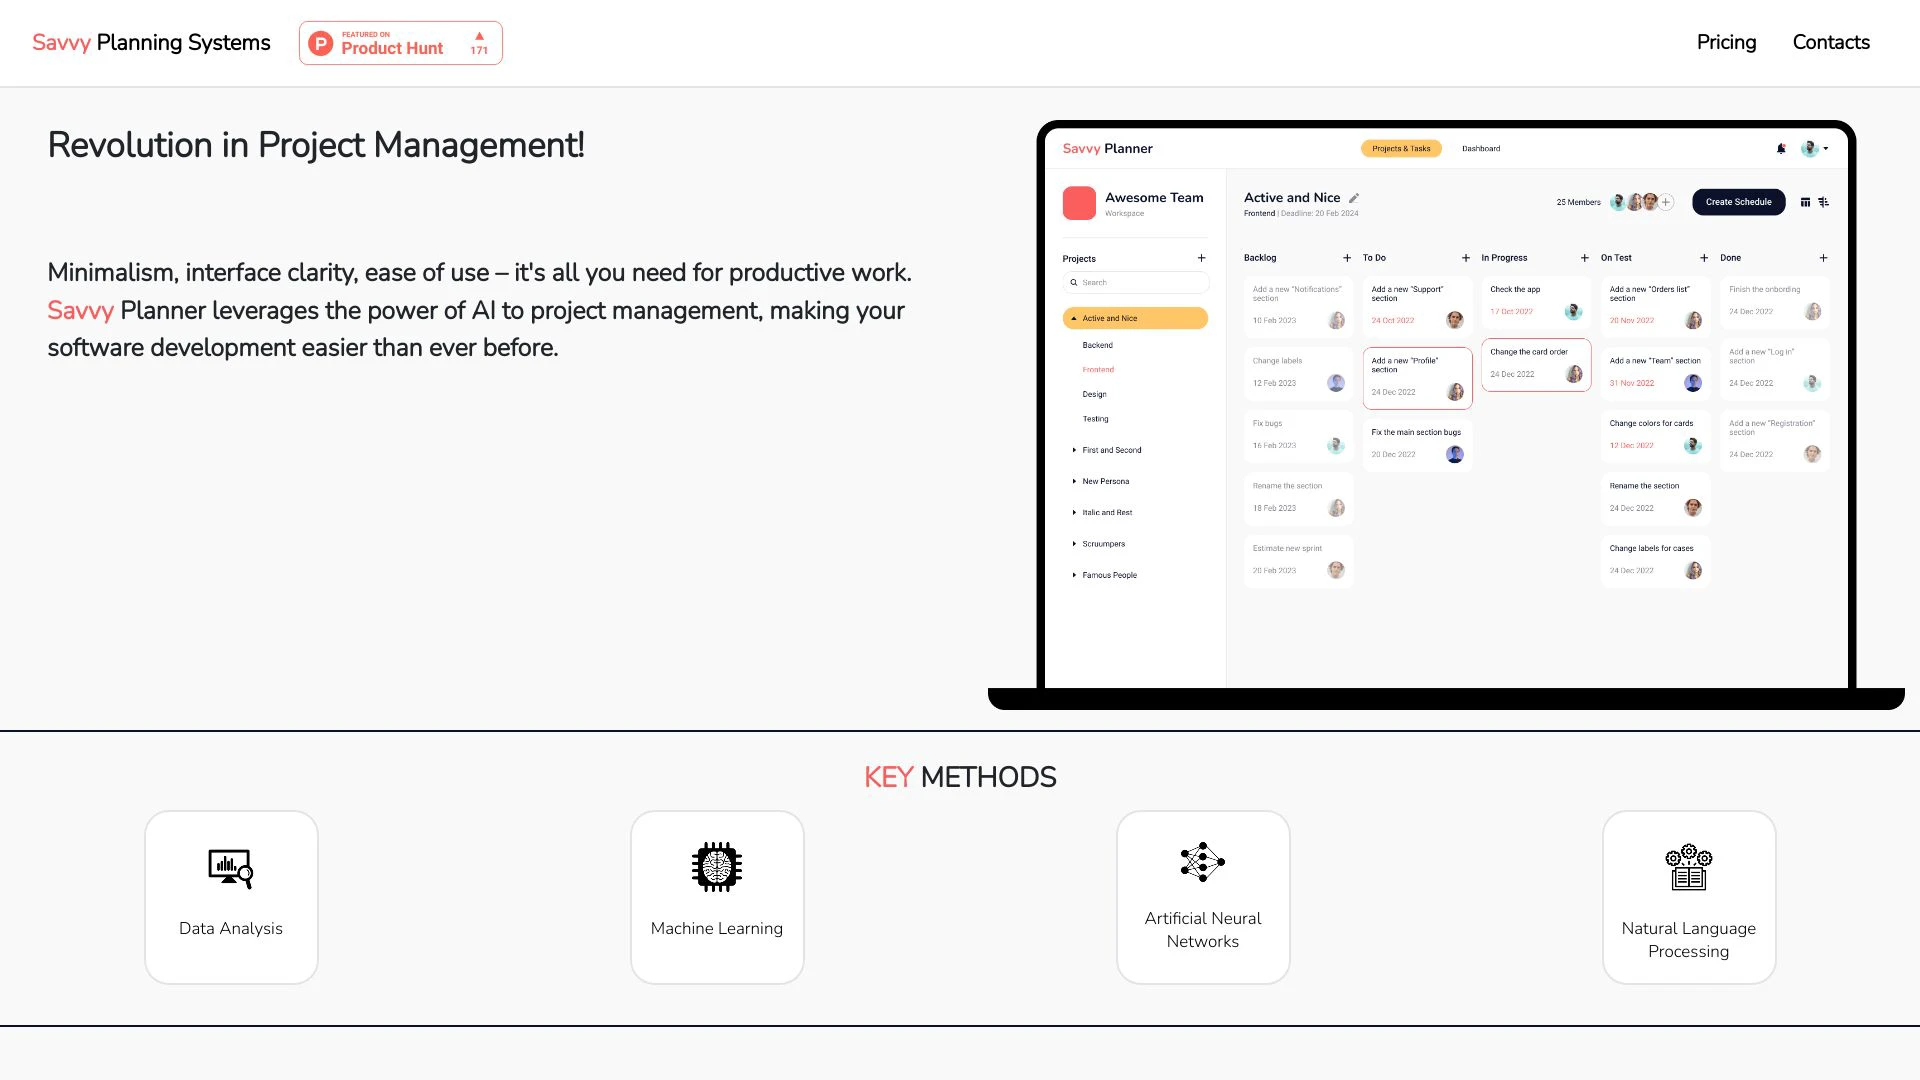 Savvy Planning Systems
FEATURED ON
Product Hunt
171
Pricing
Contacts
Revolution in Project Management!
Minimalism, interface clarity, ease of use – it's all you need for productive work.
Savvy Planner leverages the power of AI to project management, making your
software development easier than ever before.
Savvy Planner
Projects & Tasks
Dashboard
Awesome Team
Workspace
Projects
Search
Active and Nice
Backend
Frontend
Design
Testing
First and Second
New Persona
Italic and Rest
Scruumpers
Famous People
Active and Nice
Frontend | Deadline: 20 Feb 2024
25 Members
Create Schedule
Backlog
Add a new "Notifications"
section
10 Feb 2023
Change labels
12 Feb 2023
Fix bugs
16 Feb 2023
Rename the section
18 Feb 2023
Estimate new sprint
20 Feb 2023
To Do
Add a new "Support"
section
24 Oct 2022
Add a new "Profile"
section
24 Dec 2022
Fix the main section bugs
20 Dec 2022
In Progress
Check the app
17 Oct 2022
Change the card order
24 Dec 2022
On Test
Add a new "Orders list"
section
20 Nov 2022
Add a new "Team" section
31 Nov 2022
Change colors for cards
12 Dec 2022
Rename the section
24 Dec 2022
Change labels for cases
24 Dec 2022
Done
Finish the onbording
24 Dec 2022
Add a new "Log in"
section
24 Dec 2022
Add a new "Registration"
section
24 Dec 2022
KEY METHODS
Data Analysis
Machine Learning
Artificial Neural
Networks
Natural Language
Processing